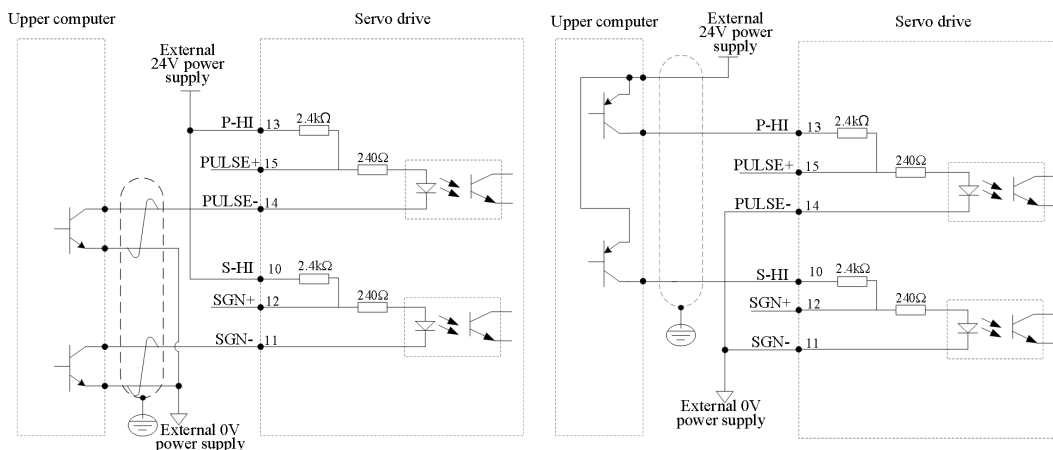 Upper computer
Servo drive
External
24V power
supply
P-HI
13
2.4kΩ
PULSE+
15
240Ω
PULSE-
14
S-HI
10
2.4kΩ
SGN+
12
240Ω
SGN-
11
External 0V
power supply
Upper computer
External
24V power
supply
Servo drive
P-HI
13
2.4kΩ
PULSE+
15
240Ω
PULSE-
14
S-HI
10
2.4kΩ
SGN+
12
240Ω
SGN-
11
External 0V
power supply